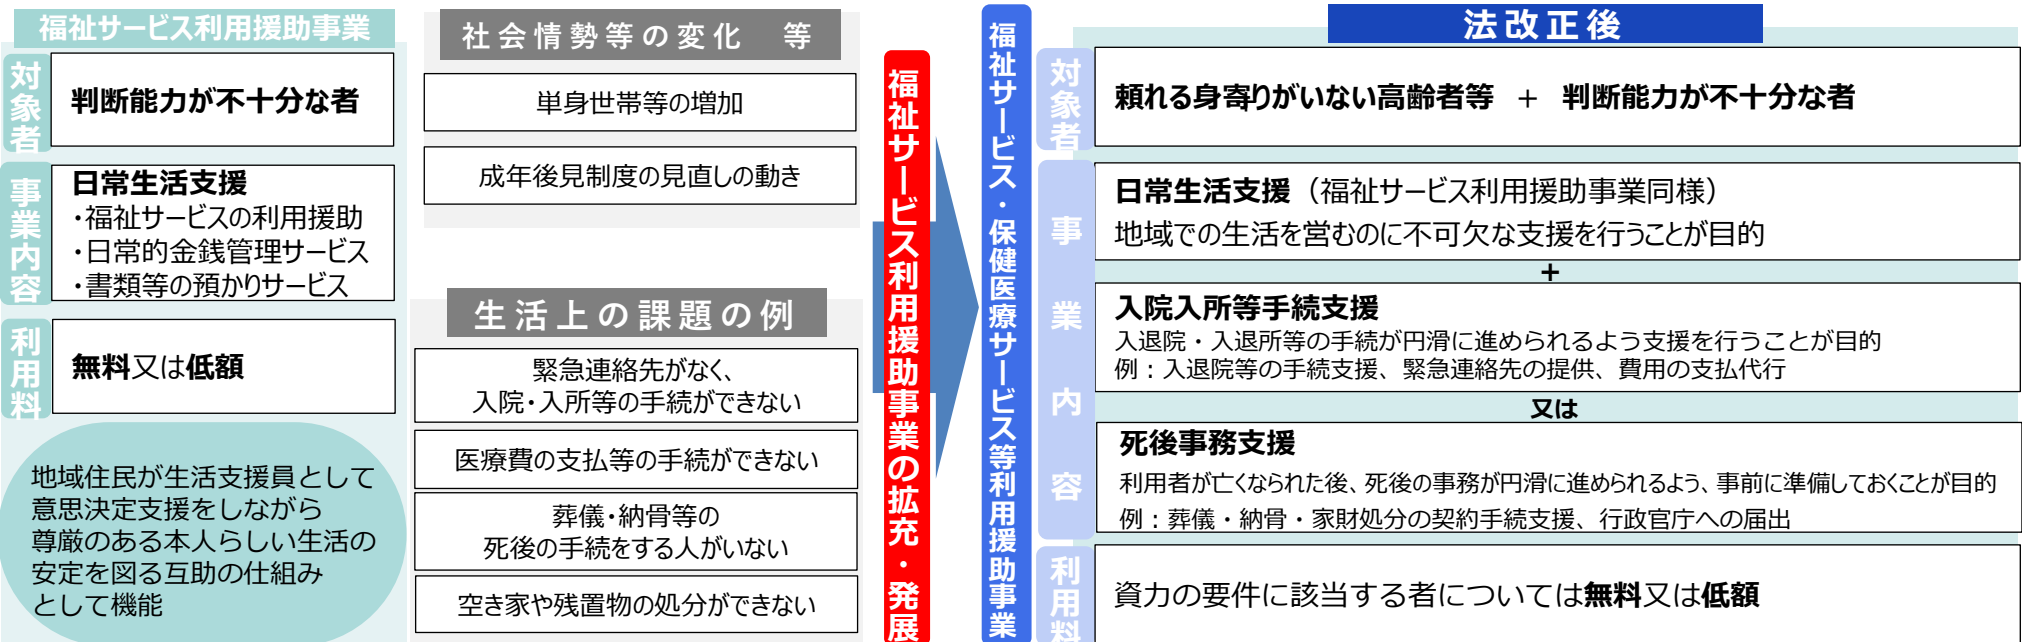 福祉サービス利用援助事業
対象者
判断能力が不十分な者
事業内容
日常生活支援
・福祉サービスの利用援助
・日常的金銭管理サービス
・書類等の預かりサービス
利用料
無料又は低額
地域住民が生活支援員として
意思決定支援をしながら
尊厳のある本人らしい生活の
安定を図る互助の仕組み
として機能
社会情勢等の変化　等
単身世帯等の増加
成年後見制度の見直しの動き
生活上の課題の例
緊急連絡先がなく、
入院・入所等の手続ができない
医療費の支払等の手続ができない
葬儀・納骨等の
死後の手続をする人がいない
空き家や残置物の処分ができない
福祉サービス利用援助事業の拡充・発展
福祉サービス・保健医療サービス等利用援助事業
法改正後
対象者
頼れる身寄りがいない高齢者等　+　判断能力が不十分な者
事業内容
日常生活支援（福祉サービス利用援助事業同様）
地域での生活を営むのに不可欠な支援を行うことが目的
+
入院入所等手続支援
入退院・入退所等の手続が円滑に進められるよう支援を行うことが目的
例：入退院等の手続支援、緊急連絡先の提供、費用の支払代行
又は
死後事務支援
利用者が亡くなられた後、死後の事務が円滑に進められるよう、事前に準備しておくことが目的
例：葬儀・納骨・家財処分の契約手続支援、行政官庁への届出
利用料
資力の要件に該当する者については無料又は低額